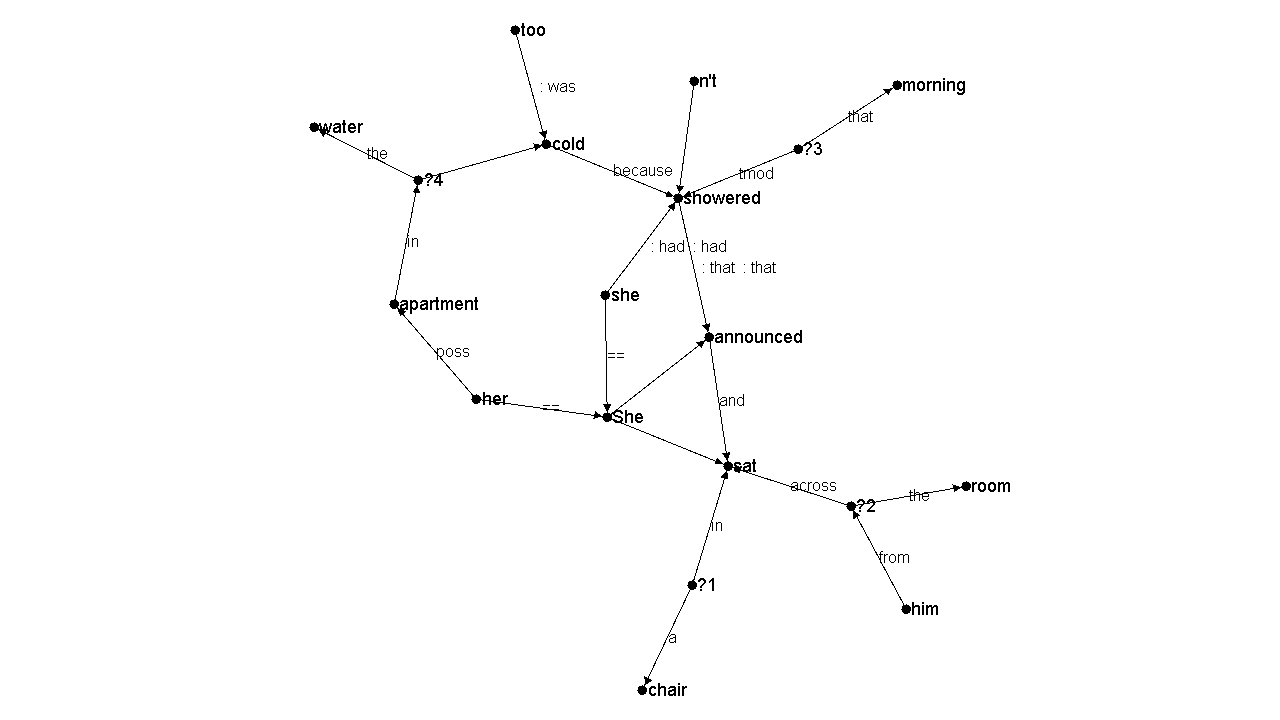 too
: was
n't
morning
that
water
cold
the
?3
because
tmod
?4
showered
in
: had : had
: that : that
she
apartment
announced
poss
==
her
==
She
and
sat
across
room
the
?2
in
from
?1
him
a
chair